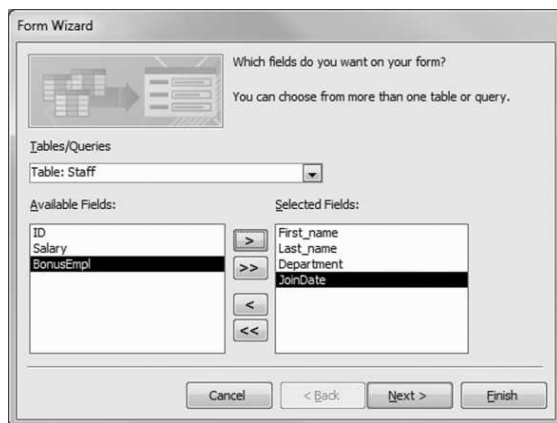 Form Wizard
Which fields do you want on your form?
You can choose from more than one table or query.
Tables/Queries
Table: Staff
Available Fields:
ID
Salary
BonusEmpl
>
>>
<
<<
Selected Fields:
First_name
Last_name
Department
JoinDate
Cancel
< Back
Next >
Finish